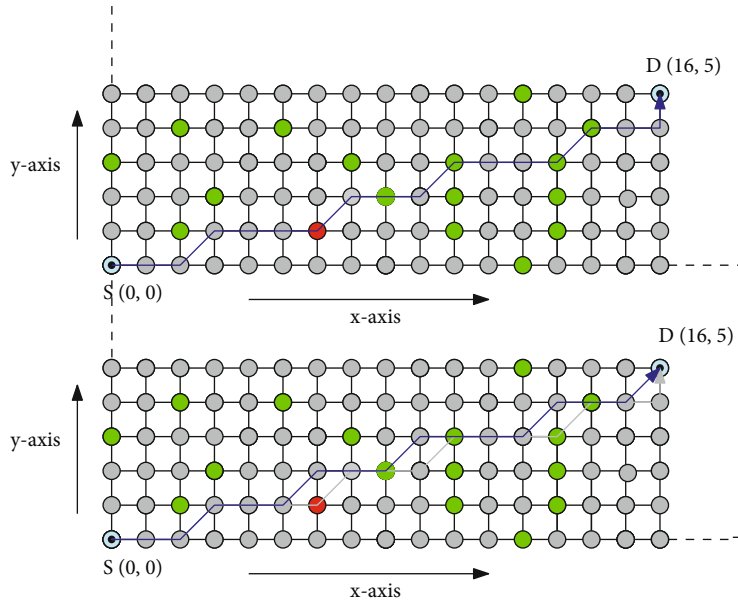 D (16, 5)
y-axis
S (0, 0)
x-axis
D (16, 5)
y-axis
S (0, 0)
x-axis